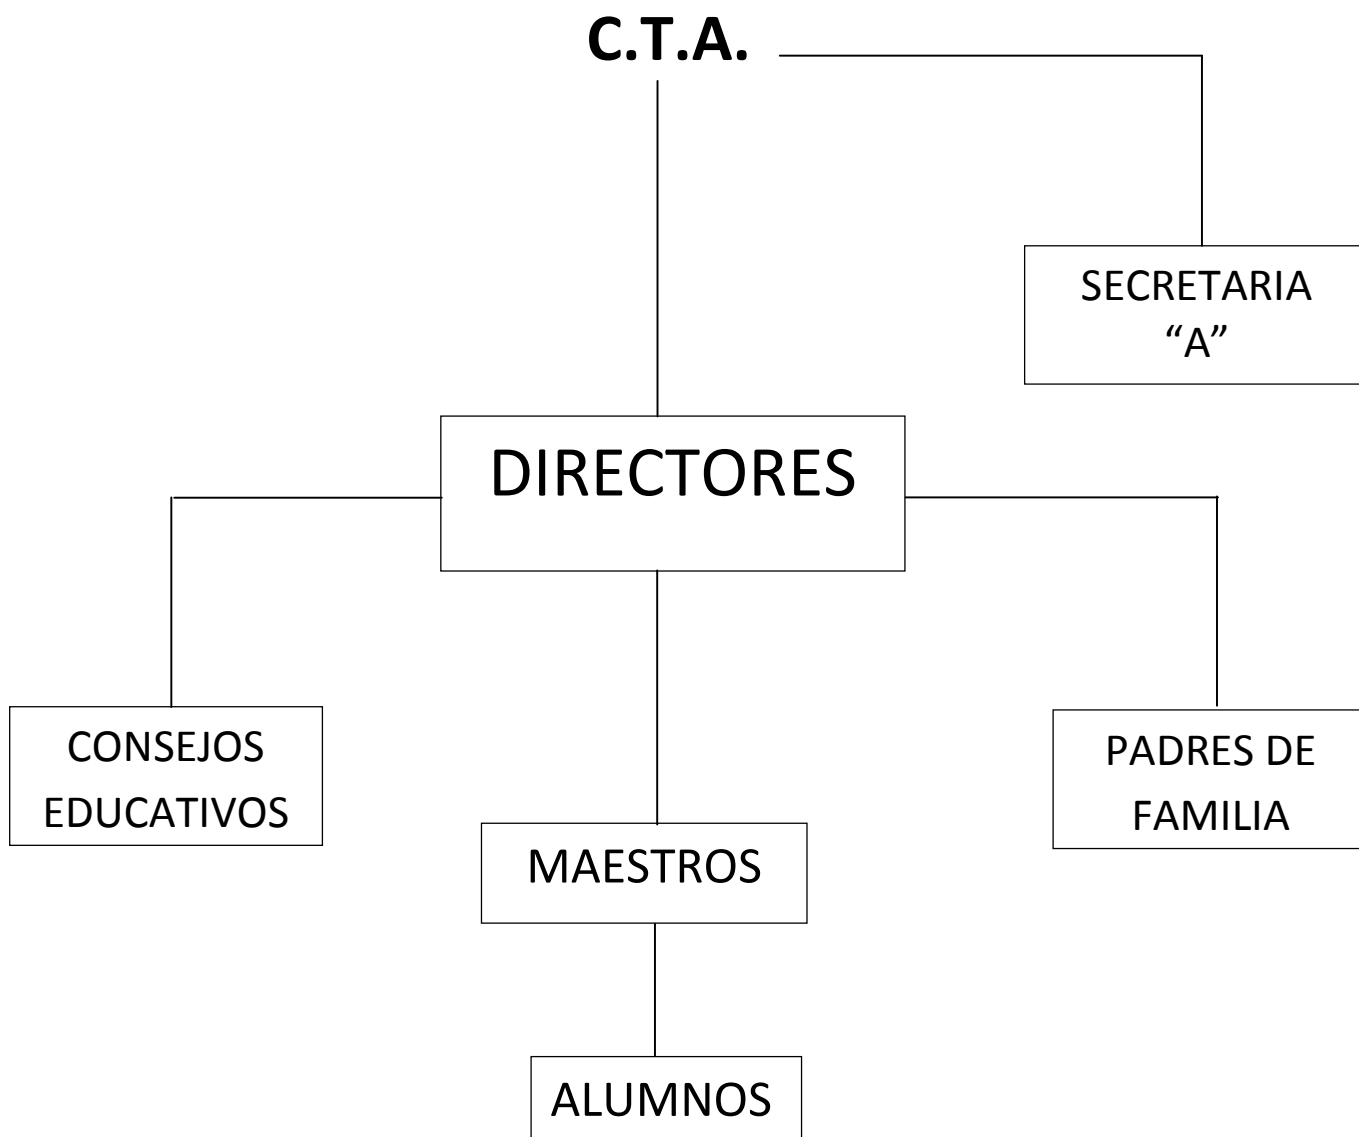 C.T.A.
SECRETARIA
“A”
DIRECTORES
CONSEJOS
EDUCATIVOS
PADRES DE
FAMILIA
MAESTROS
ALUMNOS